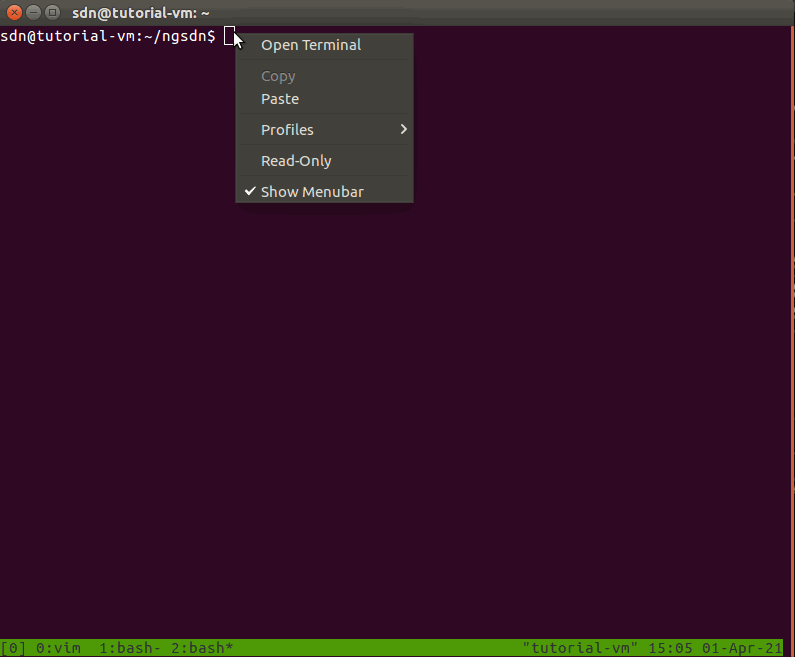 sdn@tutorial-vm: ~
sdn@tutorial-vm:~/ngsdn$
Open Terminal
Copy
Paste
Profiles
Read-Only
Show Menubar
[0] 0:vim  1:bash- 2:bash*  "tutorial-vm" 15:05 01-Apr-21